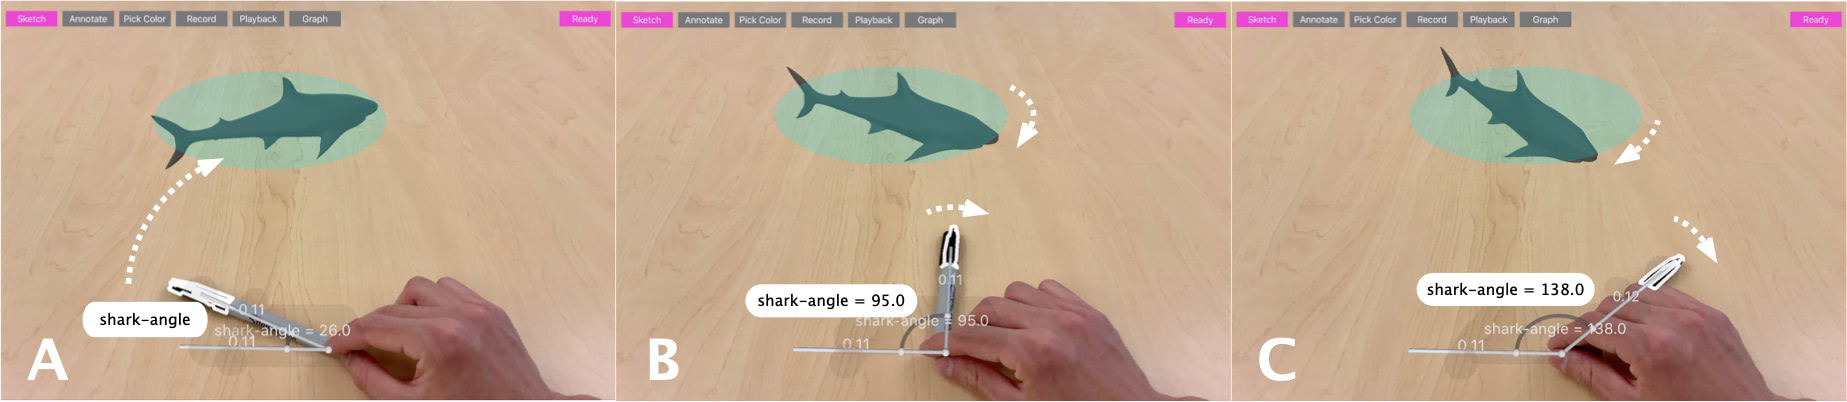 Sketch Annotate Pick Color Record Playback Graph Ready
shark-angle
0.11
shark-angle = 26.0
0.11
A
Sketch Annotate Pick Color Record Playback Graph Ready
0.11
shark-angle = 95.0
shark-angle = 95.0
0.11
B
Sketch Annotate Pick Color Record Playback Graph Ready
shark-angle = 138.0
0.12
shark-angle = 138.0
0.11
C